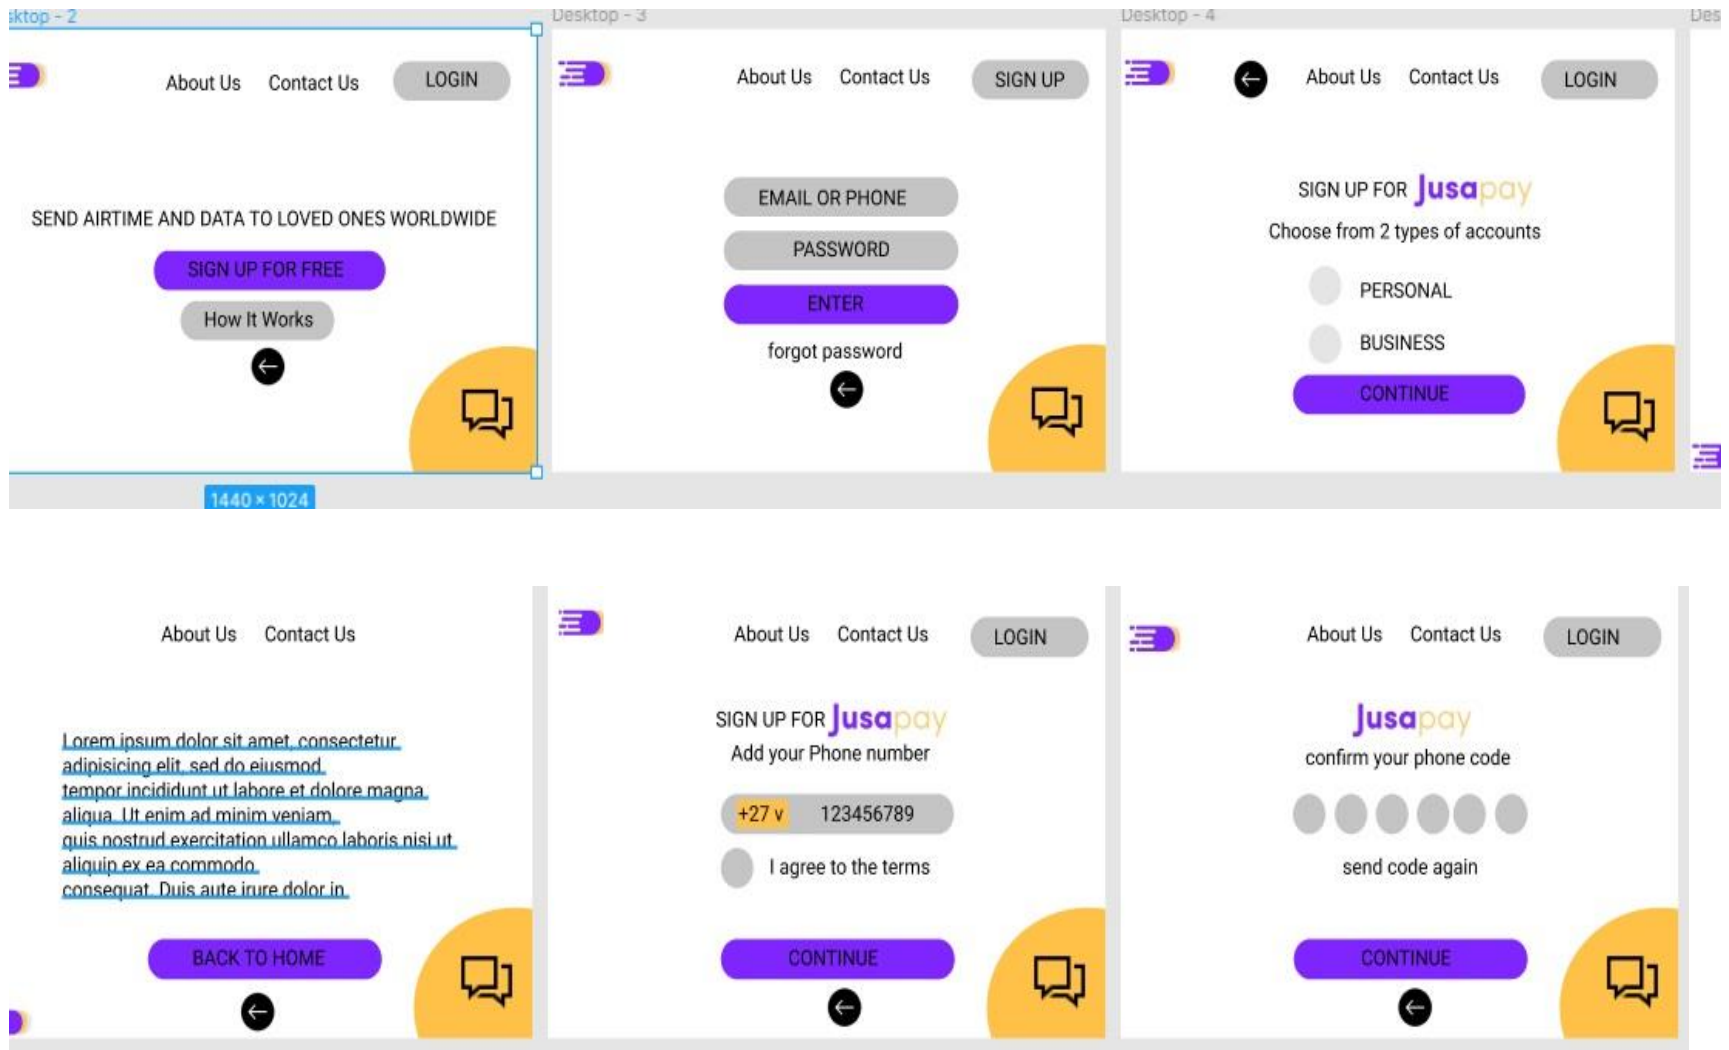 sktop - 2
About Us
Contact Us
LOGIN
SEND AIRTIME AND DATA TO LOVED ONES WORLDWIDE
SIGN UP FOR FREE
How It Works
1440 × 1024
Desktop - 3
About Us
Contact Us
SIGN UP
EMAIL OR PHONE
PASSWORD
ENTER
forgot password
Desktop - 4
About Us
Contact Us
LOGIN
SIGN UP FOR Jusapay
Choose from 2 types of accounts
PERSONAL
BUSINESS
CONTINUE
Des
About Us
Contact Us
Lorem ipsum dolor sit amet, consectetur
adipisicing elit, sed do eiusmod
tempor incididunt ut labore et dolore magna
aliqua. Ut enim ad minim veniam,
quis nostrud exercitation ullamco laboris nisi ut
aliquip ex ea commodo
consequat. Duis aute irure dolor in
BACK TO HOME
About Us
Contact Us
LOGIN
SIGN UP FOR Jusapay
Add your Phone number
+27 v 123456789
I agree to the terms
CONTINUE
About Us
Contact Us
LOGIN
Jusapay
confirm your phone code
send code again
CONTINUE